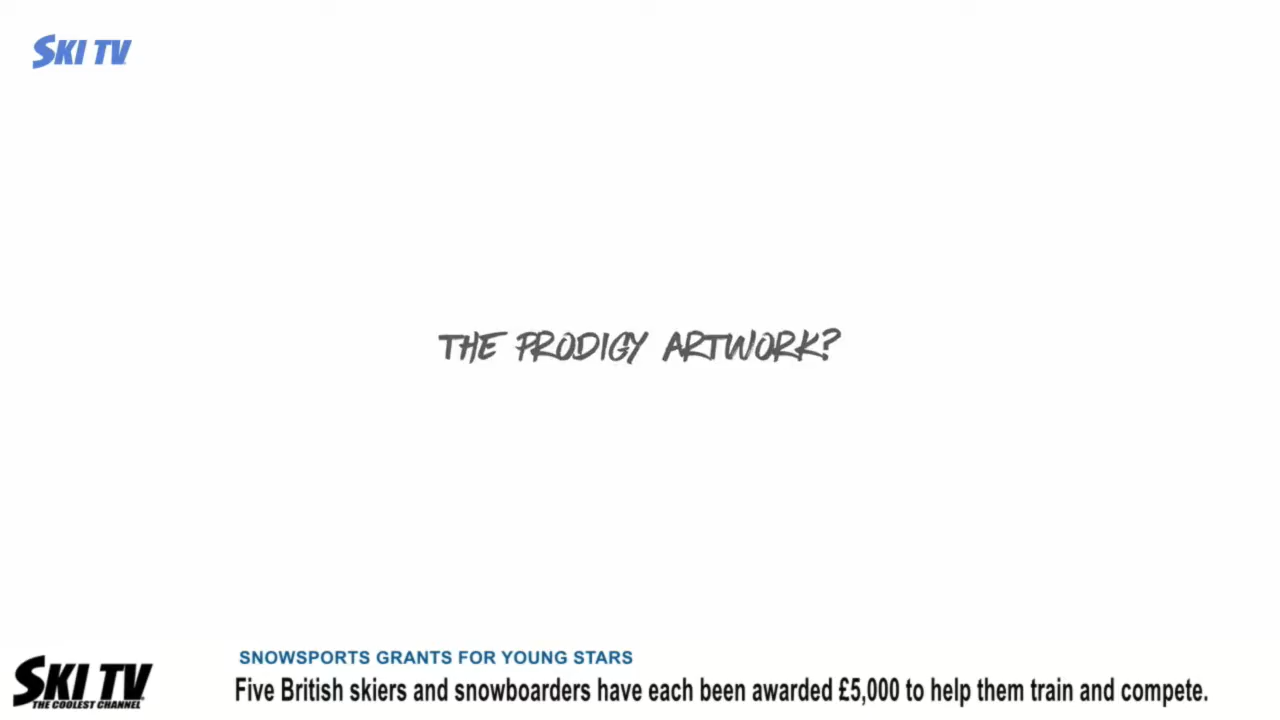 SKI TV
THE PRODIGY ARTWORK?
SNOWSPORTS GRANTS FOR YOUNG STARS
Five British skiers and snowboarders have each been awarded £5,000 to help them train and compete.
SKI TV
THE COOLEST CHANNEL